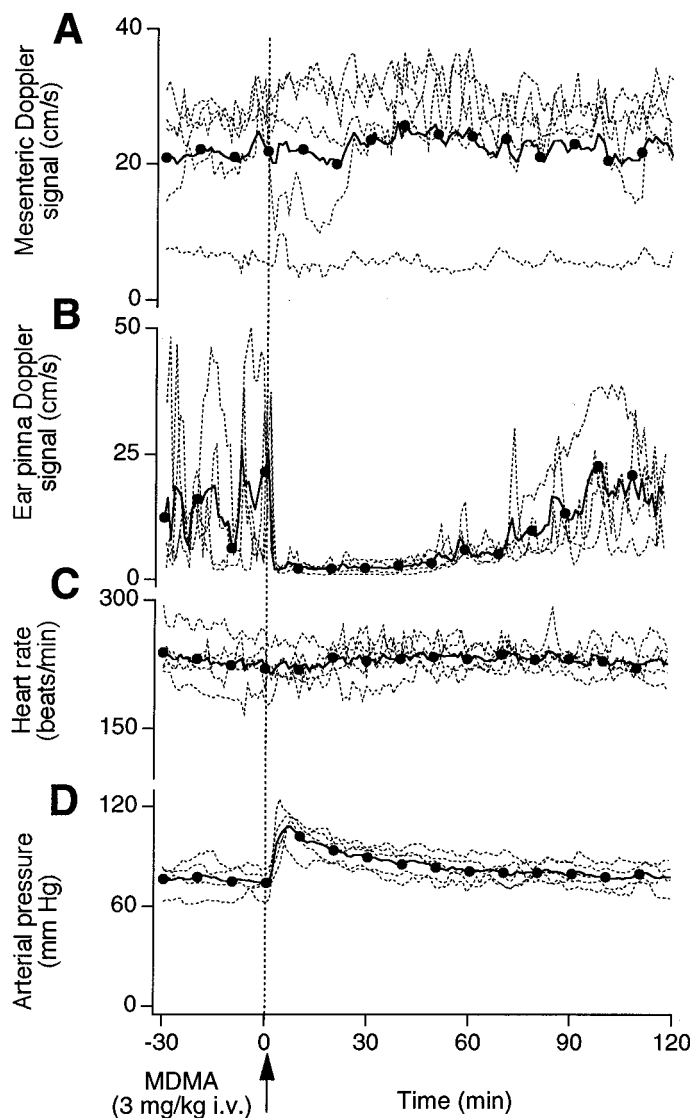 A
Mesenteric Doppler
signal (cm/s)
40
20
0
B
Ear pinna Doppler
signal (cm/s)
50
25
0
C
Heart rate
(beats/min)
300
150
D
Arterial pressure
(mm Hg)
120
60
0
-30
0
30
60
90
120
MDMA
(3 mg/kg i.v.)
Time (min)